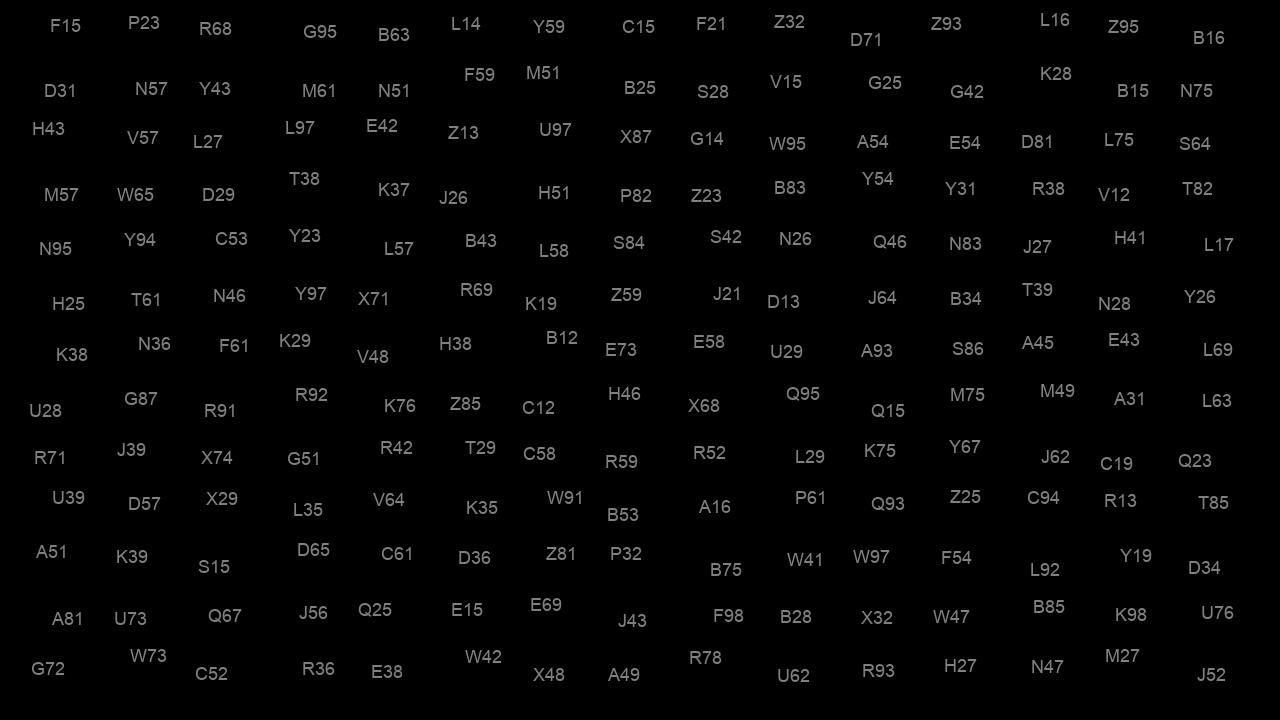 F15 P23 R68 G95 B63 L14 Y59 C15 F21 Z32 D71 Z93 L16 Z95 B16
D31 N57 Y43 M61 N51 F59 M51 B25 S28 V15 G25 G42 K28 B15 N75
H43 V57 L27 L97 E42 Z13 U97 X87 G14 W95 A54 E54 D81 L75 S64
M57 W65 D29 T38 K37 J26 H51 P82 Z23 B83 Y54 Y31 R38 V12 T82
N95 Y94 C53 Y23 L57 B43 L58 S84 S42 N26 Q46 N83 J27 H41 L17
H25 T61 N46 Y97 X71 R69 K19 Z59 J21 D13 J64 B34 T39 N28 Y26
K38 N36 F61 K29 V48 H38 B12 E73 E58 U29 A93 S86 A45 E43 L69
U28 G87 R91 R92 K76 Z85 C12 H46 X68 Q95 Q15 M75 M49 A31 L63
R71 J39 X74 G51 R42 T29 C58 R59 R52 L29 K75 Y67 J62 C19 Q23
U39 D57 X29 L35 V64 K35 W91 B53 A16 P61 Q93 Z25 C94 R13 T85
A51 K39 S15 D65 C61 D36 Z81 P32 B75 W41 W97 F54 L92 Y19 D34
A81 U73 Q67 J56 Q25 E15 E69 J43 F98 B28 X32 W47 B85 K98 U76
G72 W73 C52 R36 E38 W42 X48 A49 R78 U62 R93 H27 N47 M27 J52